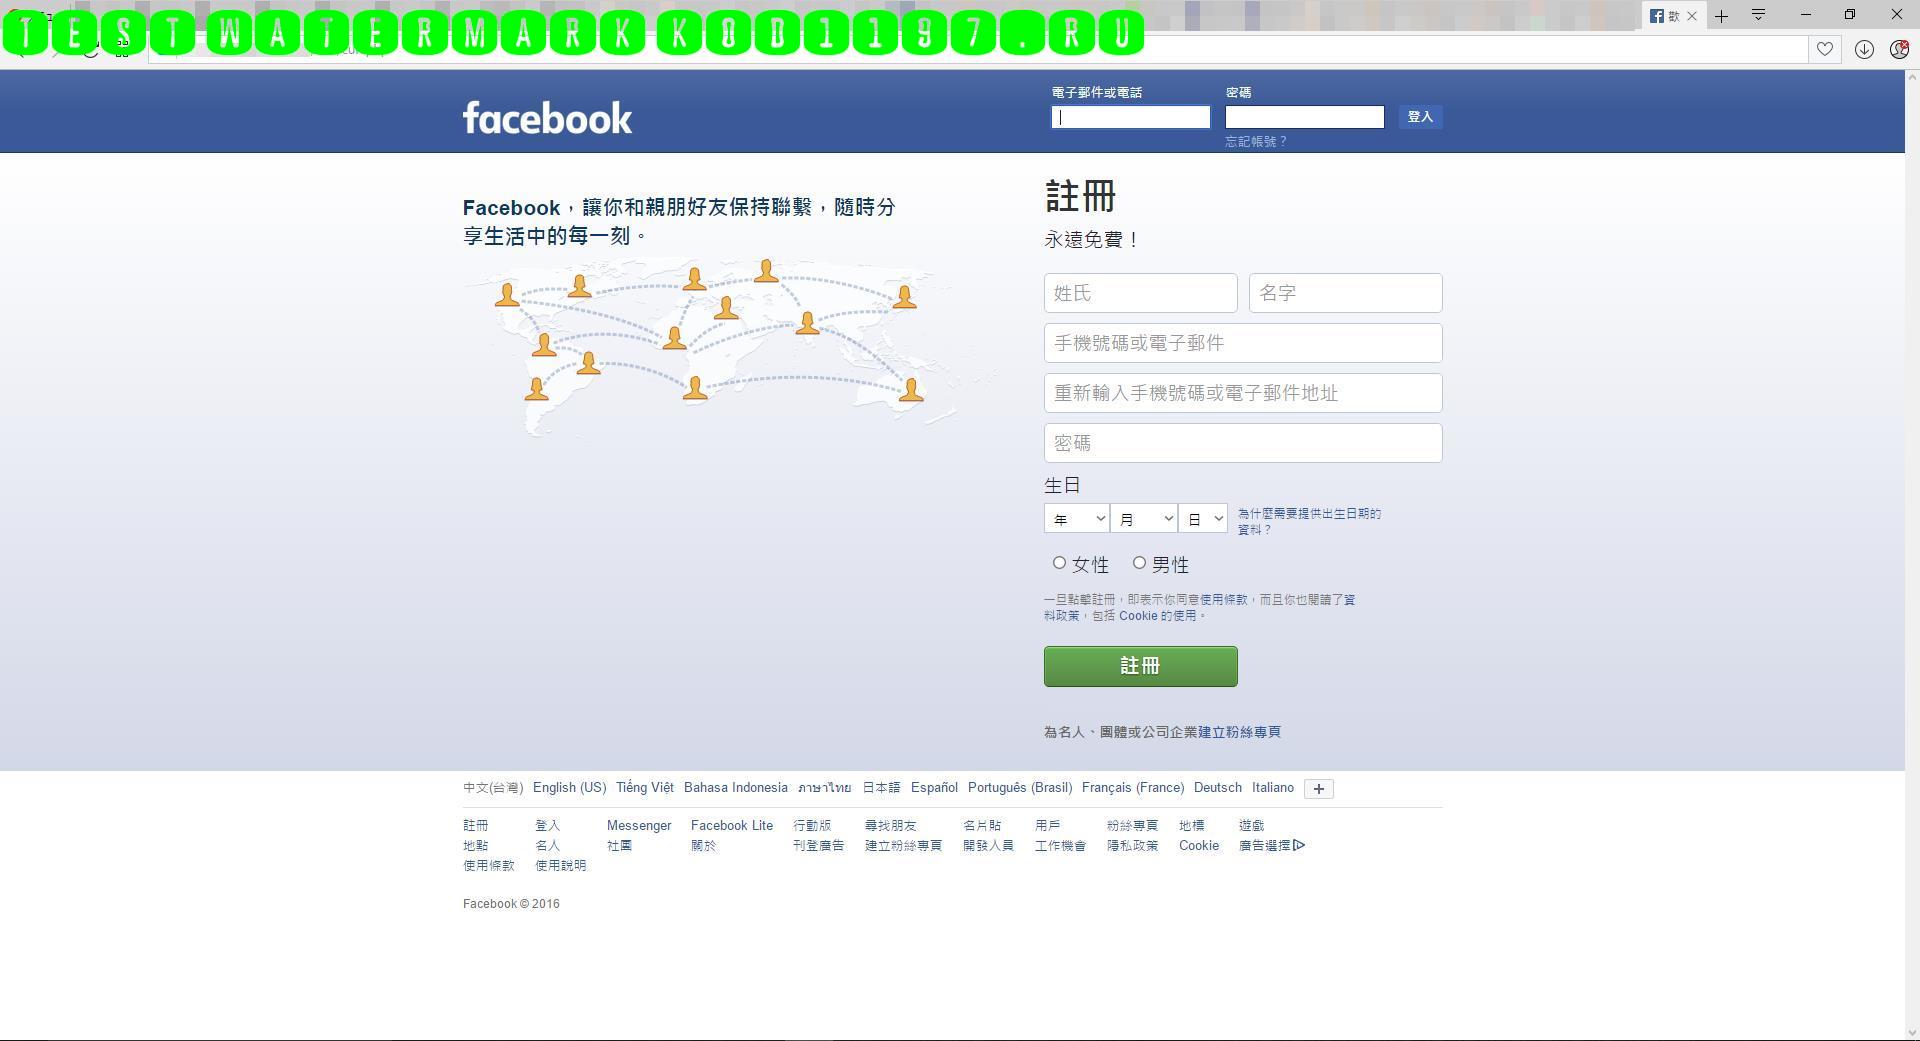 TEST WATERMARK KOD1197.RU
歡
facebook
電子郵件或電話
密碼
登入
忘記帳號？
Facebook，讓你和親朋好友保持聯繫，隨時分
享生活中的每一刻。
註冊
永遠免費！
姓氏
名字
手機號碼或電子郵件
重新輸入手機號碼或電子郵件地址
密碼
生日
年 月 日
為什麼需要提供出生日期的
資料？
女性 男性
一旦點擊註冊，即表示你同意使用條款，而且你也閱讀了資
料政策，包括 Cookie 的使用。
註冊
為名人、團體或公司企業建立粉絲專頁
中文(台灣) English (US) Tiếng Việt Bahasa Indonesia ภาษาไทย 日本語 Español Português (Brasil) Français (France) Deutsch Italiano
註冊 登入 Messenger Facebook Lite 行動版 尋找朋友 名片貼 用戶 粉絲專頁 地標 遊戲
地點 名人 社團 關於 刊登廣告 建立粉絲專頁 開發人員 工作機會 隱私政策 Cookie 廣告選擇
使用條款 使用說明
Facebook © 2016